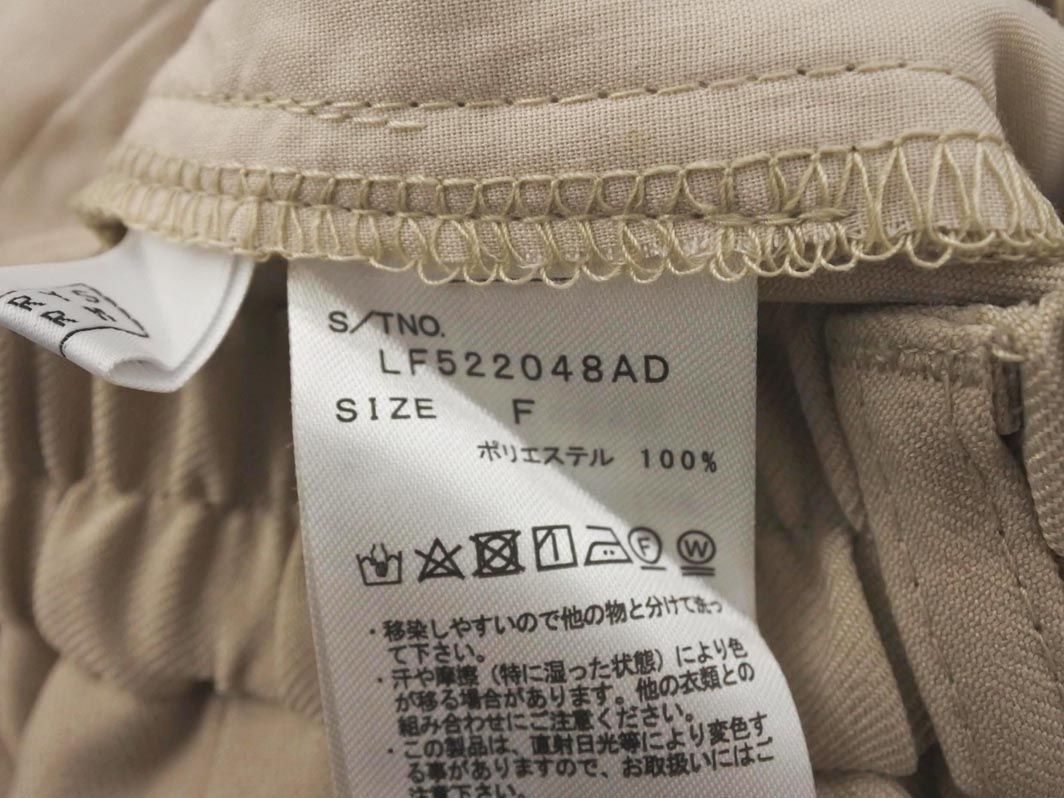 S/TNO.
LF522048AD
SIZE F
ポリエステル 100%
F W
・移染しやすいので他の物と分けて洗っ
て下さい。
・汗や摩擦（特に湿った状態）により色
が移る場合があります。他の衣類との
組み合わせにご注意ください。
・この製品は、直射日光等により変色す
る事がありますので、お取扱いにはご
注意下さい。